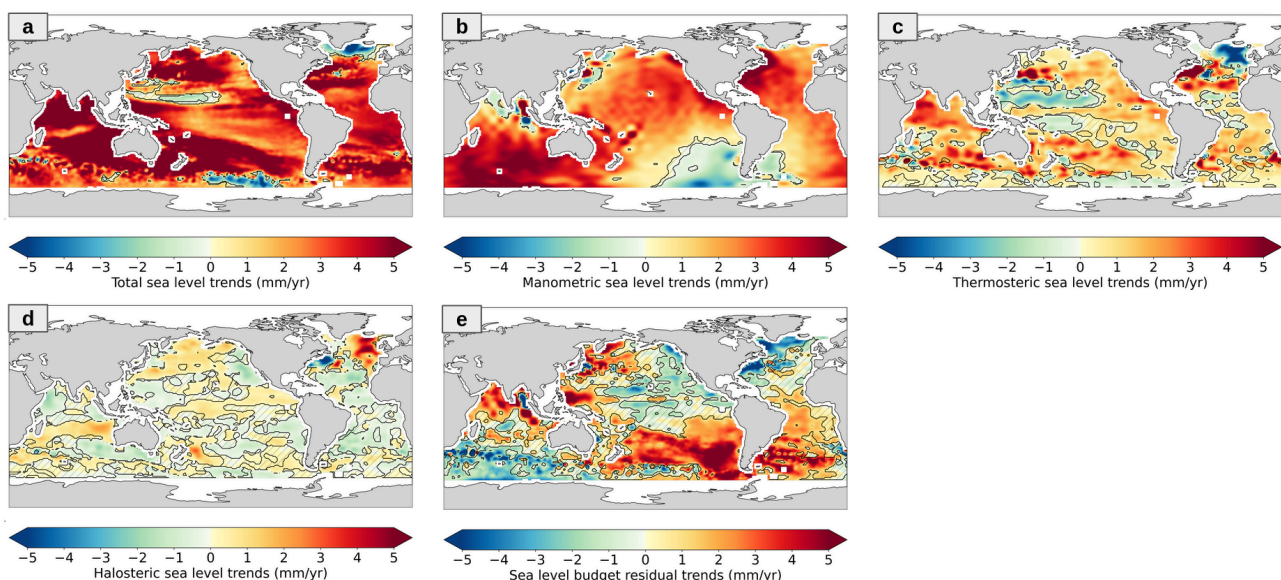 a
b
c
−5 −4 −3 −2 −1 0 1 2 3 4 5
Total sea level trends (mm/yr)
−5 −4 −3 −2 −1 0 1 2 3 4 5
Manometric sea level trends (mm/yr)
−5 −4 −3 −2 −1 0 1 2 3 4 5
Thermosteric sea level trends (mm/yr)
d
e
−5 −4 −3 −2 −1 0 1 2 3 4 5
Halosteric sea level trends (mm/yr)
−5 −4 −3 −2 −1 0 1 2 3 4 5
Sea level budget residual trends (mm/yr)